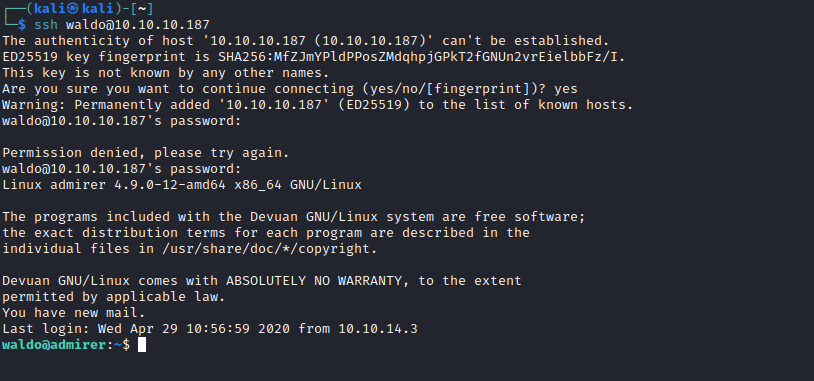 ┌──(kali㉿kali)-[~]
└─$ ssh waldo@10.10.10.187
The authenticity of host '10.10.10.187 (10.10.10.187)' can't be established.
ED25519 key fingerprint is SHA256:MfZJmYPldPPosZMdqhpjGPkT2fGNUn2vrEielbbFz/I.
This key is not known by any other names.
Are you sure you want to continue connecting (yes/no/[fingerprint])? yes
Warning: Permanently added '10.10.10.187' (ED25519) to the list of known hosts.
waldo@10.10.10.187's password:
Permission denied, please try again.
waldo@10.10.10.187's password:
Linux admirer 4.9.0-12-amd64 x86_64 GNU/Linux
The programs included with the Devuan GNU/Linux system are free software;
the exact distribution terms for each program are described in the
individual files in /usr/share/doc/*/copyright.
Devuan GNU/Linux comes with ABSOLUTELY NO WARRANTY, to the extent
permitted by applicable law.
You have new mail.
Last login: Wed Apr 29 10:56:59 2020 from 10.10.14.3
waldo@admirer:~$